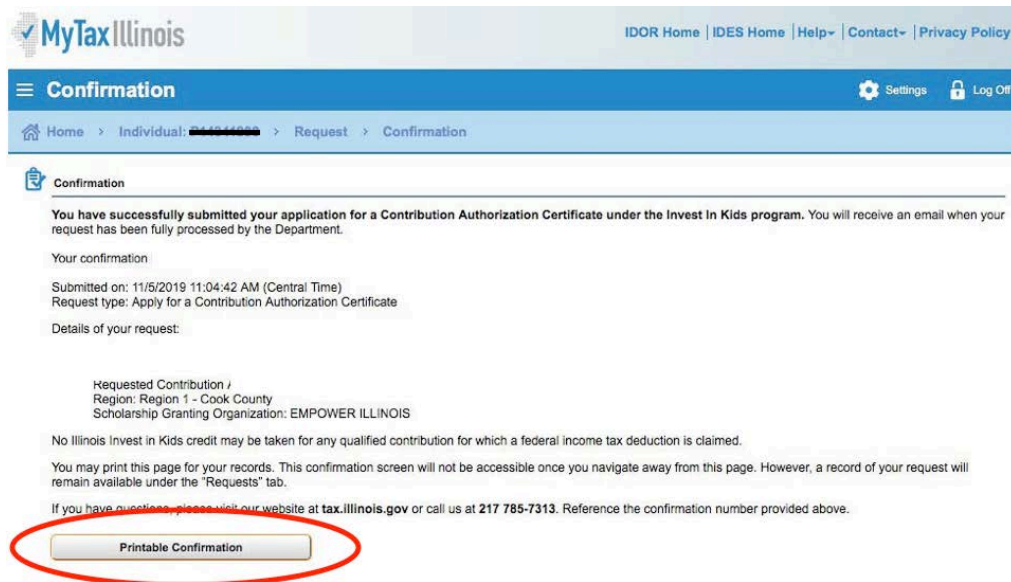 MyTax Illinois
IDOR Home | IDES Home | Help | Contact | Privacy Policy
Confirmation
Settings Log Off
Home > Individual: > Request > Confirmation
Confirmation
You have successfully submitted your application for a Contribution Authorization Certificate under the Invest In Kids program. You will receive an email when your
request has been fully processed by the Department.
Your confirmation
Submitted on: 11/5/2019 11:04:42 AM (Central Time)
Request type: Apply for a Contribution Authorization Certificate
Details of your request:
Requested Contribution
Region: Region 1 - Cook County
Scholarship Granting Organization: EMPOWER ILLINOIS
No Illinois Invest in Kids credit may be taken for any qualified contribution for which a federal income tax deduction is claimed.
You may print this page for your records. This confirmation screen will not be accessible once you navigate away from this page. However, a record of your request will
remain available under the "Requests" tab.
If you have questions, please visit our website at tax.illinois.gov or call us at 217 785-7313. Reference the confirmation number provided above.
Printable Confirmation